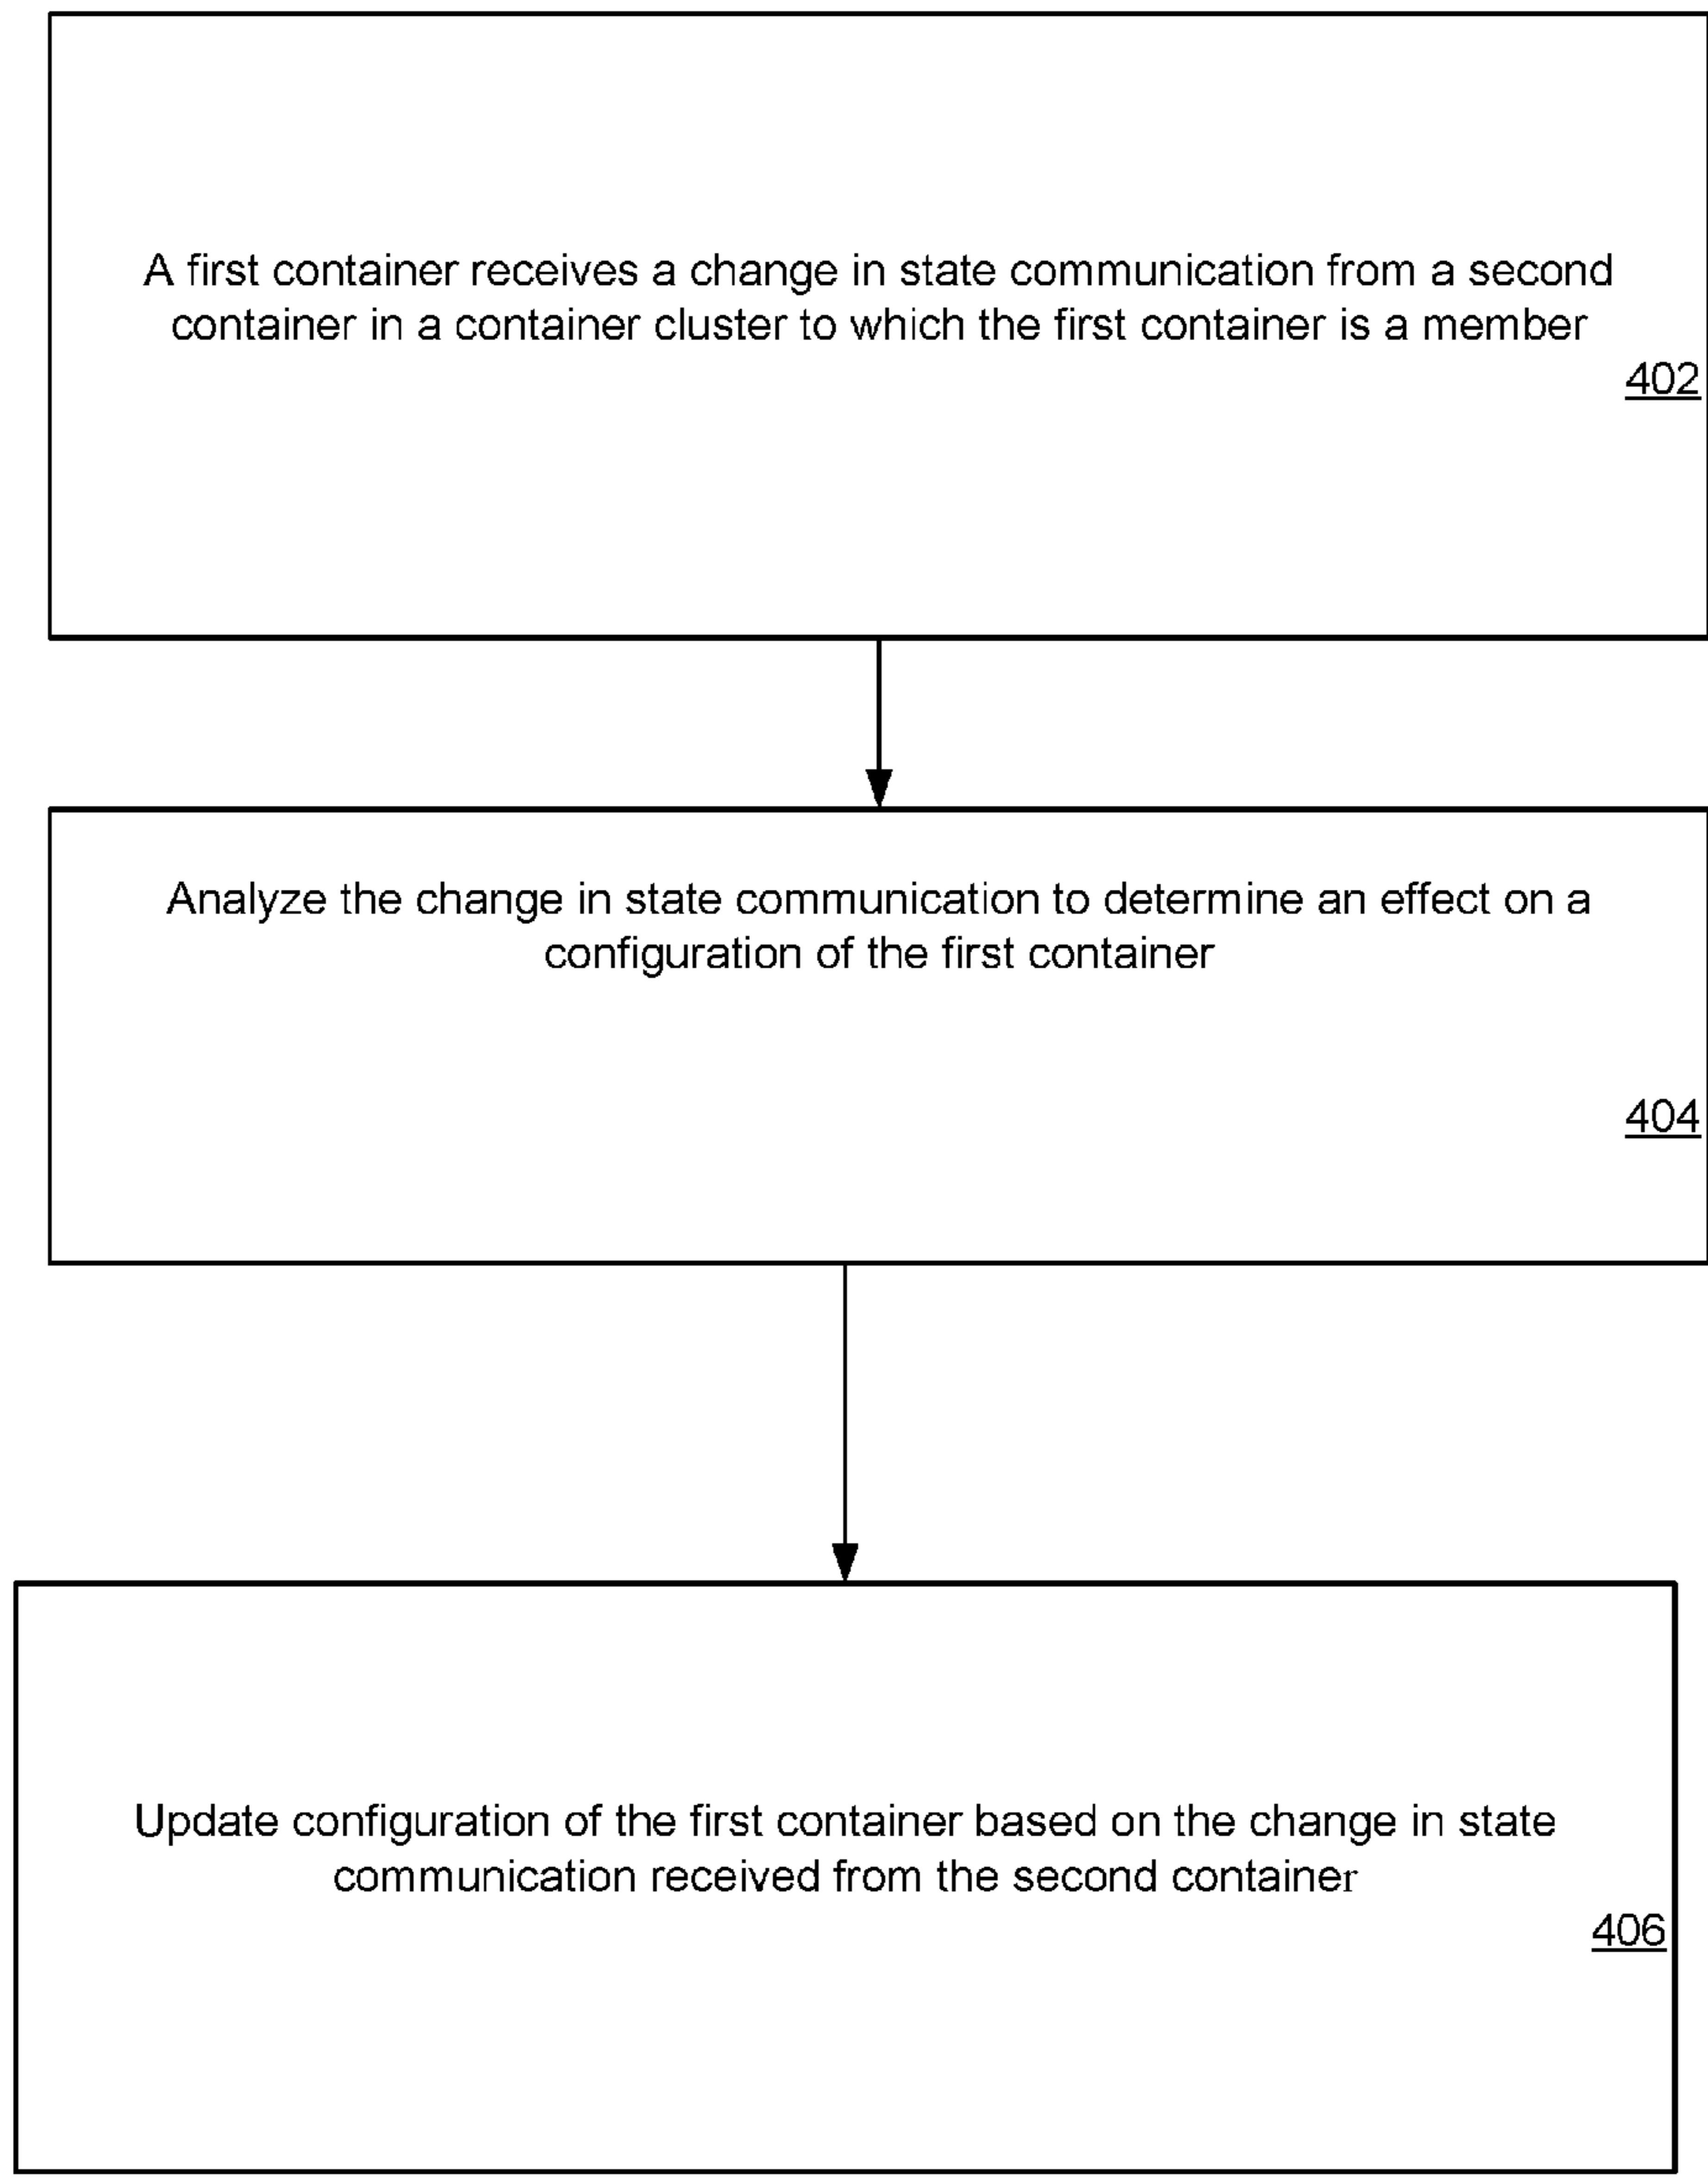 A first container receives a change in state communication from a second
container in a container cluster to which the first container is a member
402
Analyze the change in state communication to determine an effect on a
configuration of the first container
404
Update configuration of the first container based on the change in state
communication received from the second container
406